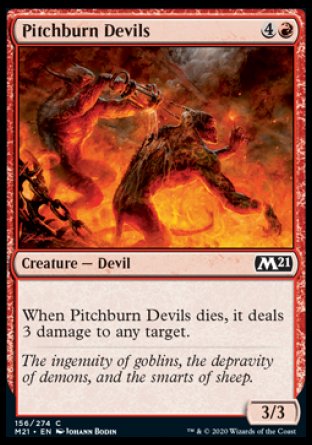 Pitchburn Devils 4
Creature — Devil M21
When Pitchburn Devils dies, it deals
3 damage to any target.
The ingenuity of goblins, the depravity
of demons, and the smarts of sheep.
3/3
156/274 C
M21 • EN Johann Bodin ™ & © 2020 Wizards of the Coast